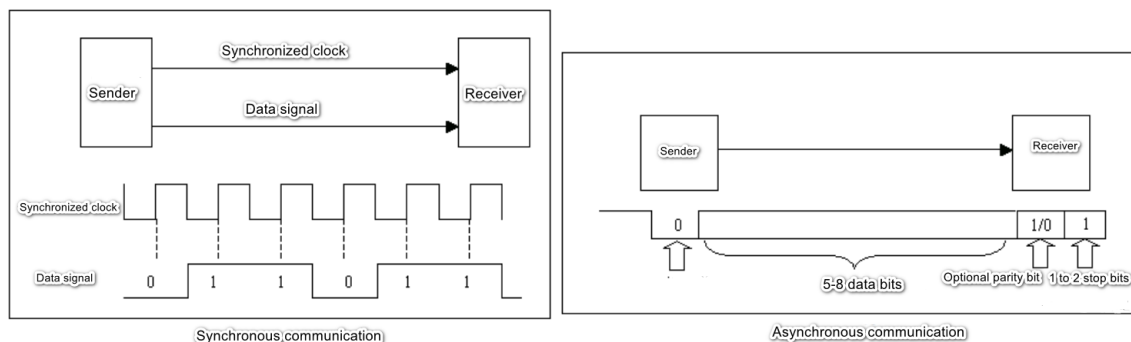 Synchronized clock
Sender
Receiver
Data signal
Synchronized clock
Data signal
0 1 1 0 1 1
Synchronous communication
Sender
Receiver
0
1/0
1
5-8 data bits
Optional parity bit
1 to 2 stop bits
Asynchronous communication